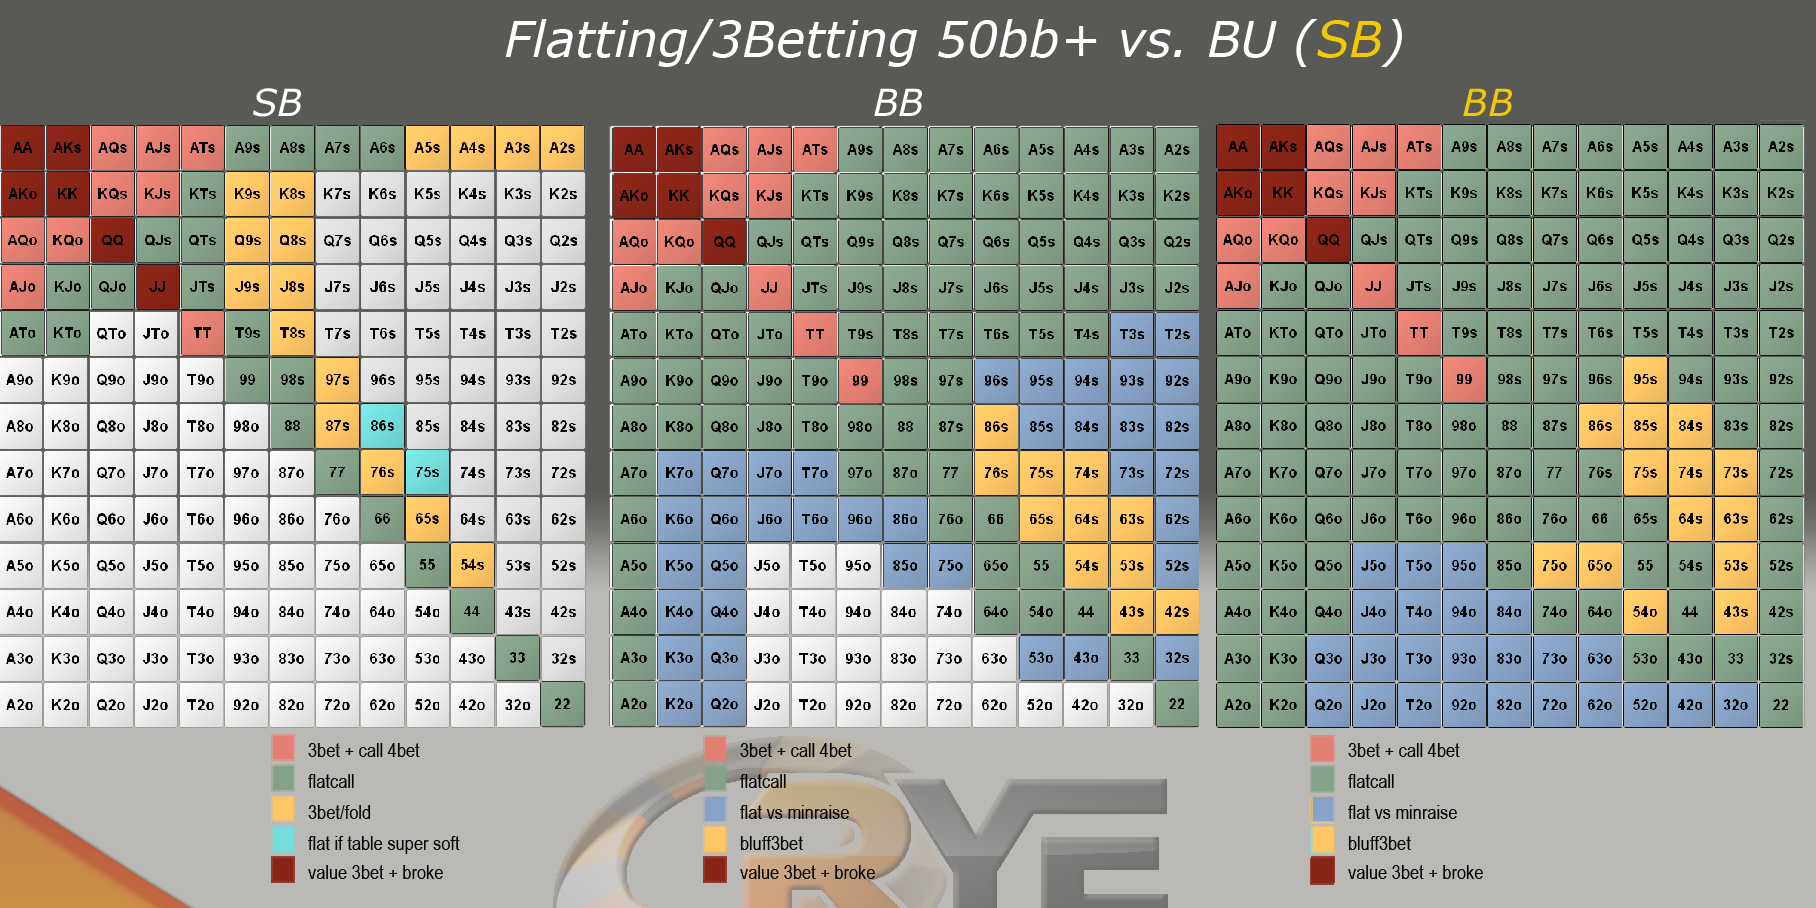 Flatting/3Betting 50bb+ vs. BU (SB)
SB
AA AKs AQs AJs ATs A9s A8s A7s A6s A5s A4s A3s A2s
AKo KK KQs KJs KTs K9s K8s K7s K6s K5s K4s K3s K2s
AQo KQo QQ QJs QTs Q9s Q8s Q7s Q6s Q5s Q4s Q3s Q2s
AJo KJo QJo JJ JTs J9s J8s J7s J6s J5s J4s J3s J2s
ATo KTo QTo JTo TT T9s T8s T7s T6s T5s T4s T3s T2s
A9o K9o Q9o J9o T9o 99 98s 97s 96s 95s 94s 93s 92s
A8o K8o Q8o J8o T8o 98o 88 87s 86s 85s 84s 83s 82s
A7o K7o Q7o J7o T7o 97o 87o 77 76s 75s 74s 73s 72s
A6o K6o Q6o J6o T6o 96o 86o 76o 66 65s 64s 63s 62s
A5o K5o Q5o J5o T5o 95o 85o 75o 65o 55 54s 53s 52s
A4o K4o Q4o J4o T4o 94o 84o 74o 64o 54o 44 43s 42s
A3o K3o Q3o J3o T3o 93o 83o 73o 63o 53o 43o 33 32s
A2o K2o Q2o J2o T2o 92o 82o 72o 62o 52o 42o 32o 22
3bet + call 4bet
flatcall
3bet/fold
flat if table super soft
value 3bet + broke
BB
AA AKs AQs AJs ATs A9s A8s A7s A6s A5s A4s A3s A2s
AKo KK KQs KJs KTs K9s K8s K7s K6s K5s K4s K3s K2s
AQo KQo QQ QJs QTs Q9s Q8s Q7s Q6s Q5s Q4s Q3s Q2s
AJo KJo QJo JJ JTs J9s J8s J7s J6s J5s J4s J3s J2s
ATo KTo QTo JTo TT T9s T8s T7s T6s T5s T4s T3s T2s
A9o K9o Q9o J9o T9o 99 98s 97s 96s 95s 94s 93s 92s
A8o K8o Q8o J8o T8o 98o 88 87s 86s 85s 84s 83s 82s
A7o K7o Q7o J7o T7o 97o 87o 77 76s 75s 74s 73s 72s
A6o K6o Q6o J6o T6o 96o 86o 76o 66 65s 64s 63s 62s
A5o K5o Q5o J5o T5o 95o 85o 75o 65o 55 54s 53s 52s
A4o K4o Q4o J4o T4o 94o 84o 74o 64o 54o 44 43s 42s
A3o K3o Q3o J3o T3o 93o 83o 73o 63o 53o 43o 33 32s
A2o K2o Q2o J2o T2o 92o 82o 72o 62o 52o 42o 32o 22
3bet + call 4bet
flatcall
flat vs minraise
bluff3bet
value 3bet + broke
BB
AA AKs AQs AJs ATs A9s A8s A7s A6s A5s A4s A3s A2s
AKo KK KQs KJs KTs K9s K8s K7s K6s K5s K4s K3s K2s
AQo KQo QQ QJs QTs Q9s Q8s Q7s Q6s Q5s Q4s Q3s Q2s
AJo KJo QJo JJ JTs J9s J8s J7s J6s J5s J4s J3s J2s
ATo KTo QTo JTo TT T9s T8s T7s T6s T5s T4s T3s T2s
A9o K9o Q9o J9o T9o 99 98s 97s 96s 95s 94s 93s 92s
A8o K8o Q8o J8o T8o 98o 88 87s 86s 85s 84s 83s 82s
A7o K7o Q7o J7o T7o 97o 87o 77 76s 75s 74s 73s 72s
A6o K6o Q6o J6o T6o 96o 86o 76o 66 65s 64s 63s 62s
A5o K5o Q5o J5o T5o 95o 85o 75o 65o 55 54s 53s 52s
A4o K4o Q4o J4o T4o 94o 84o 74o 64o 54o 44 43s 42s
A3o K3o Q3o J3o T3o 93o 83o 73o 63o 53o 43o 33 32s
A2o K2o Q2o J2o T2o 92o 82o 72o 62o 52o 42o 32o 22
3bet + call 4bet
flatcall
flat vs minraise
bluff3bet
value 3bet + broke
RYE